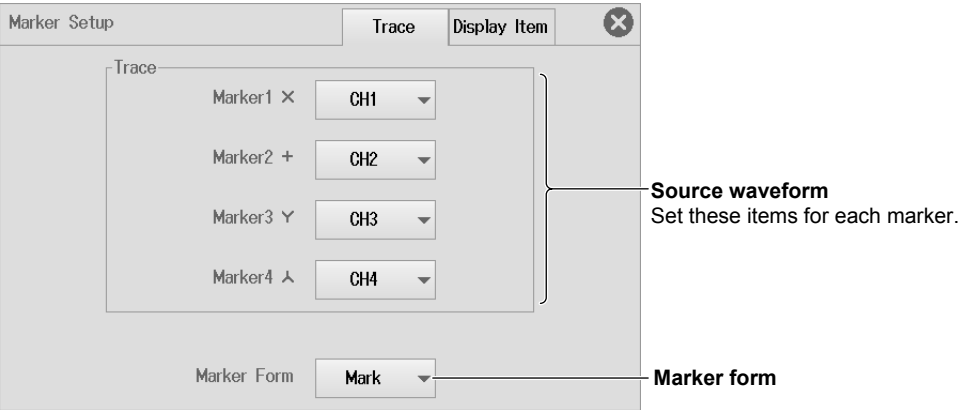 Marker Setup
Trace
Display Item
Trace
Marker1 × CH1
Marker2 + CH2
Marker3 Y CH3
Marker4 ⅄ CH4
Source waveform
Set these items for each marker.
Marker Form Mark
Marker form